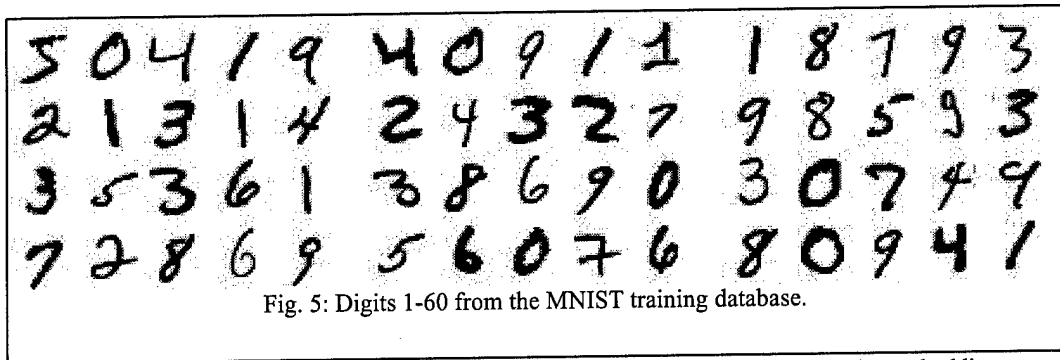 5 0 4 1 9 4 0 9 1 1 1 8 7 9 3
2 1 3 1 4 2 4 3 2 7 9 8 5 9 3
3 5 3 6 1 3 8 6 9 0 3 0 7 4 9
7 2 8 6 9 5 6 0 7 6 8 0 9 4 1
Fig. 5: Digits 1-60 from the MNIST training database.